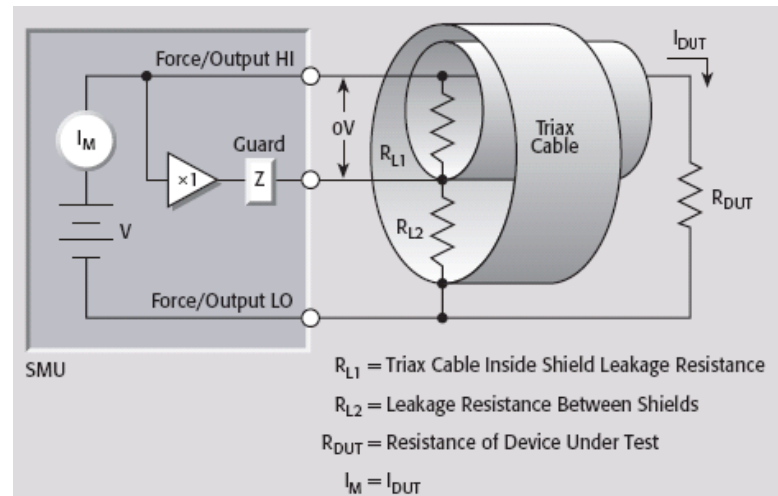 Force/Output HI
I_DUT
I_M
0V
Guard
Triax
Cable
R_L1
×1
Z
R_DUT
V
R_L2
Force/Output LO
SMU
R_L1 = Triax Cable Inside Shield Leakage Resistance
R_L2 = Leakage Resistance Between Shields
R_DUT = Resistance of Device Under Test
I_M = I_DUT